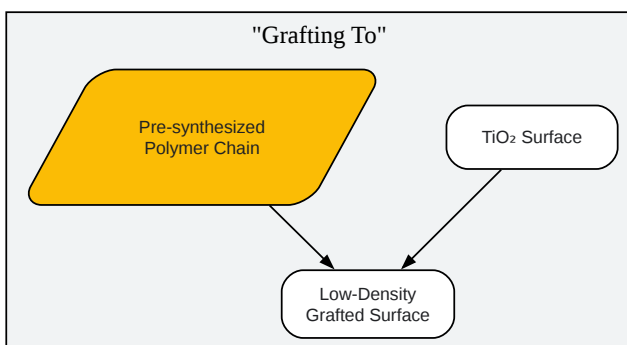 "Grafting To"
Pre-synthesized
Polymer Chain
TiO₂ Surface
Low-Density
Grafted Surface